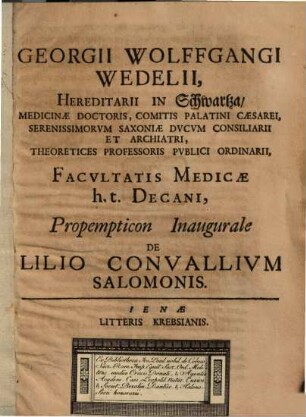 GEORGII WOLFFGANGI
WEDELII,
HEREDITARII IN Schwartza/
MEDICINÆ DOCTORIS, COMITIS PALATINI CÆSAREI,
SERENISSIMORVM SAXONIÆ DVCVM CONSILIARII
ET ARCHIATRI,
THEORETICES PROFESSORIS PVBLICI ORDINARII,
FACVLTATIS MEDICÆ
h. t. DECANI,
Propempticon Inaugurale
DE
LILIO CONVALLIVM
SALOMONIS.
IENÆ
LITTERIS KREBSIANIS.